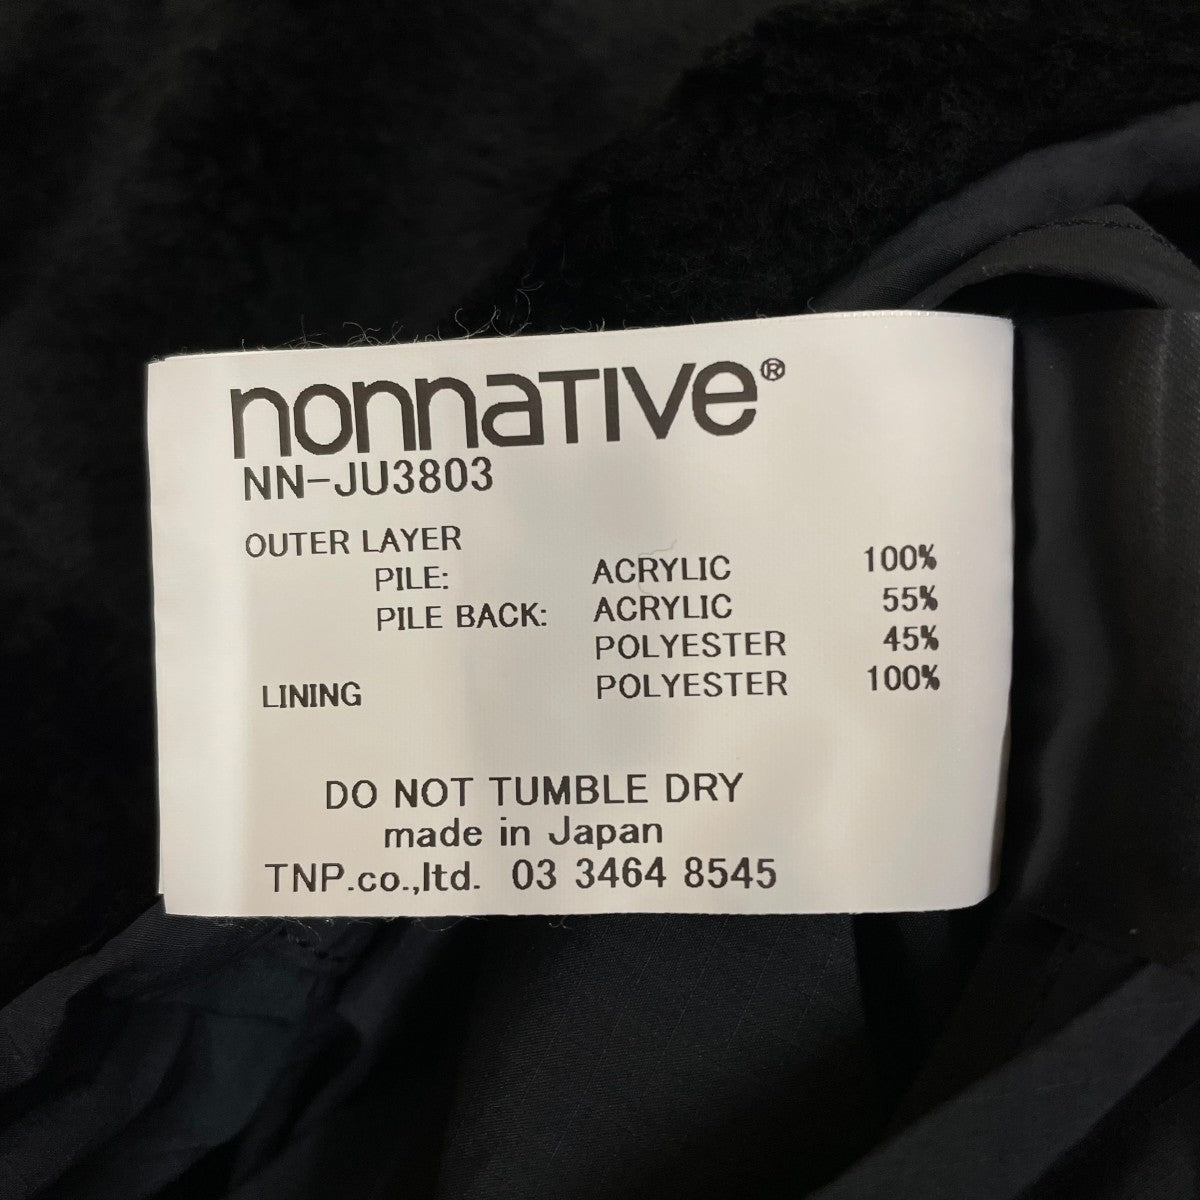 nonnative®
NN-JU3803
OUTER LAYER
PILE: ACRYLIC 100%
PILE BACK: ACRYLIC 55%
POLYESTER 45%
LINING POLYESTER 100%
DO NOT TUMBLE DRY
made in Japan
TNP.co.,ltd. 03 3464 8545